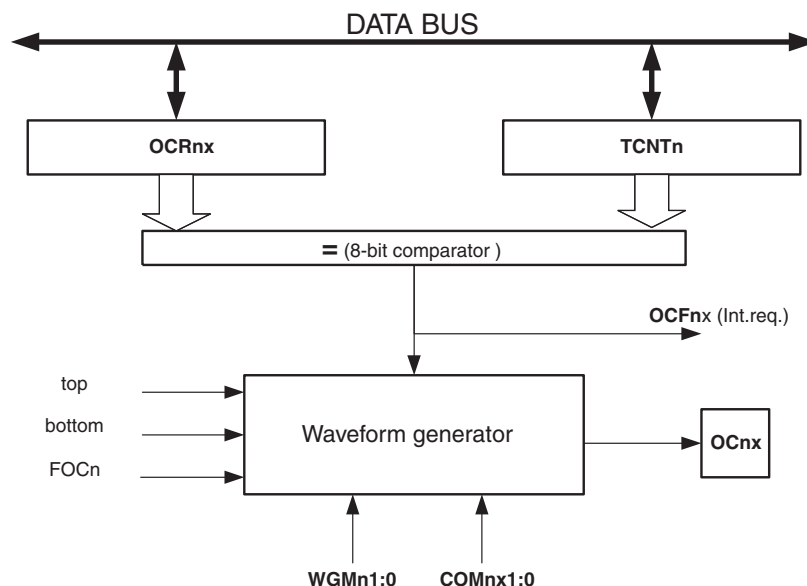 DATA BUS
OCRnx
TCNTn
= (8-bit comparator )
OCFnx (Int.req.)
top
bottom
FOCn
Waveform generator
OCnx
WGMn1:0
COMnx1:0